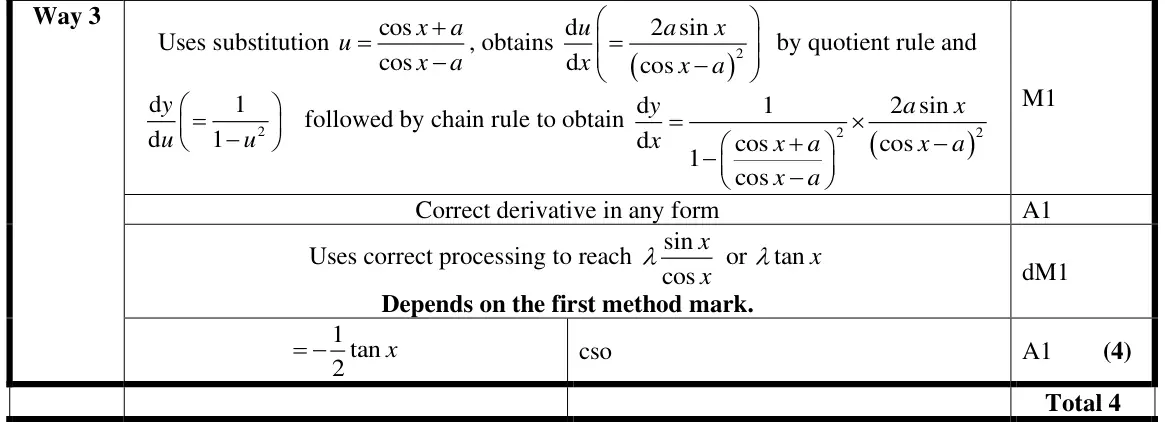 Way 3
Uses substitution u = (cos x + a)/(cos x − a), obtains du/dx (= 2a sin x/(cos x − a)²) by quotient rule and
dy/du (= 1/(1 − u²)) followed by chain rule to obtain dy/dx = 1/(1 − ((cos x + a)/(cos x − a))²) × 2a sin x/(cos x − a)²
M1
Correct derivative in any form
A1
Uses correct processing to reach λ sin x/cos x or λ tan x
Depends on the first method mark.
dM1
= −1/2 tan x
cso
A1 (4)
Total 4